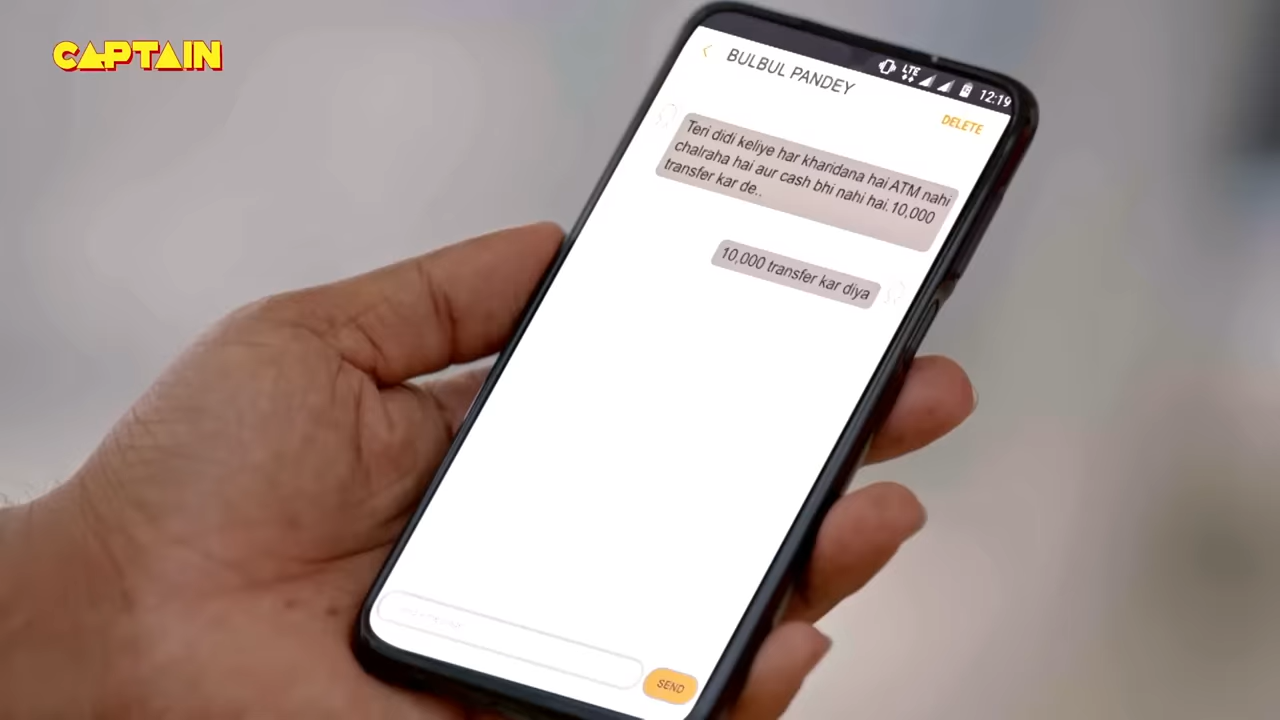 CAPTAIN
LTE
12:19
BULBUL PANDEY
DELETE
Teri didi keliye har kharidana hai ATM nahi
chalraha hai aur cash bhi nahi hai.10,000
transfer kar de..
10,000 transfer kar diya
SEND